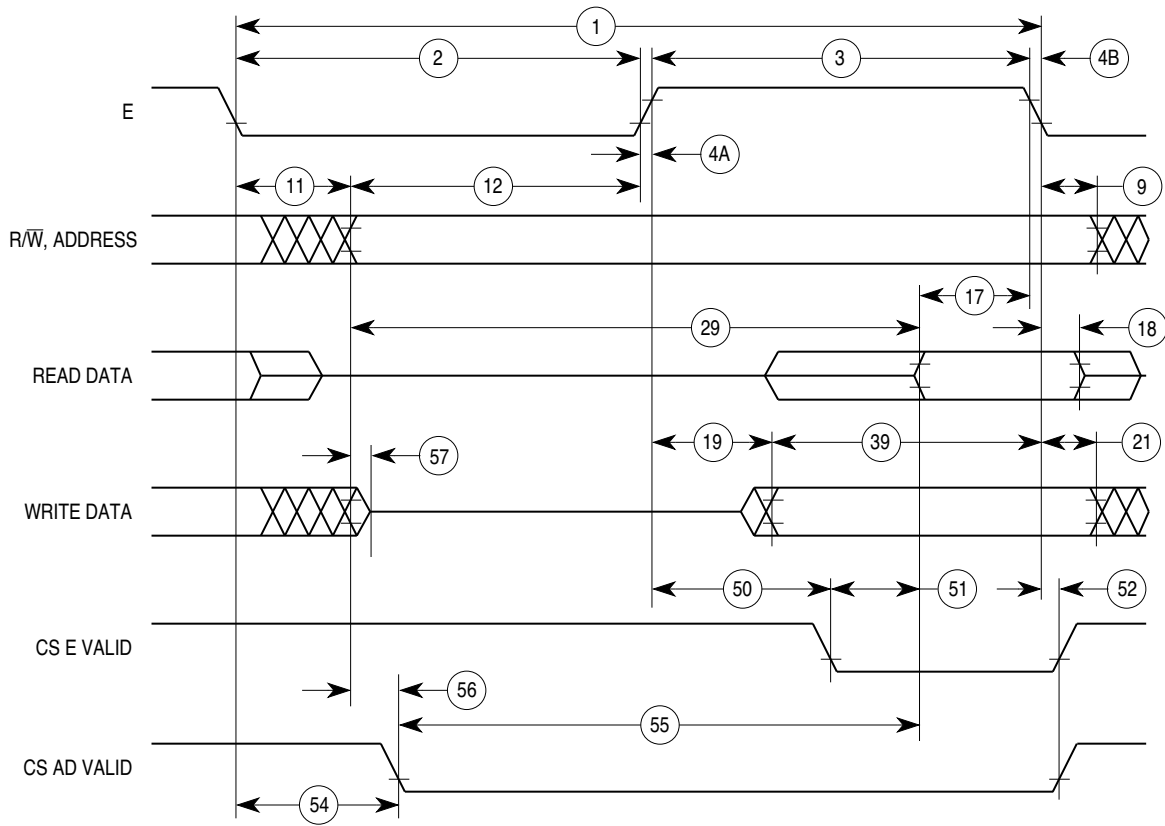 1
2
3
4B
E
4A
11
12
9
R/W̅, ADDRESS
17
29
18
READ DATA
19
39
21
57
WRITE DATA
50
51
52
CS E VALID
56
55
CS AD VALID
54